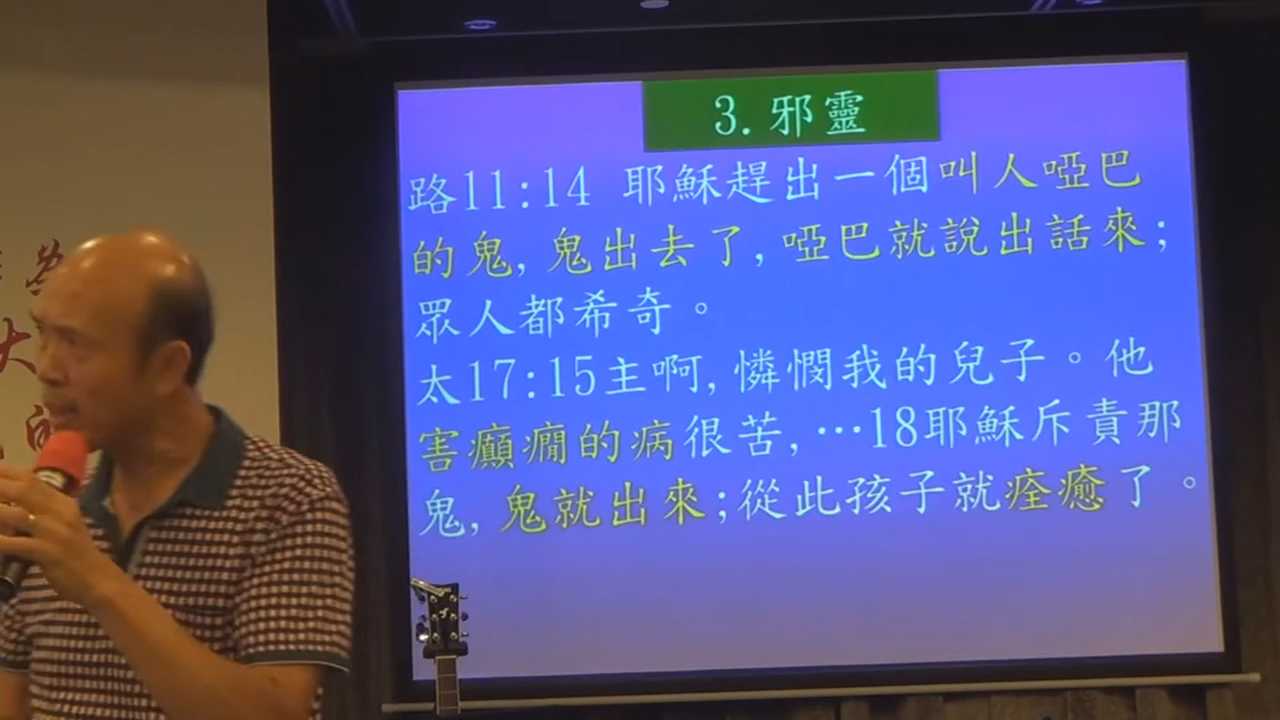 3.邪靈
路11:14 耶穌趕出一個叫人啞巴
的鬼,鬼出去了,啞巴就說出話來;
眾人都希奇。
太17:15主啊,憐憫我的兒子。他
害癲癇的病很苦,…18耶穌斥責那
鬼,鬼就出來;從此孩子就痊癒了。
大
的